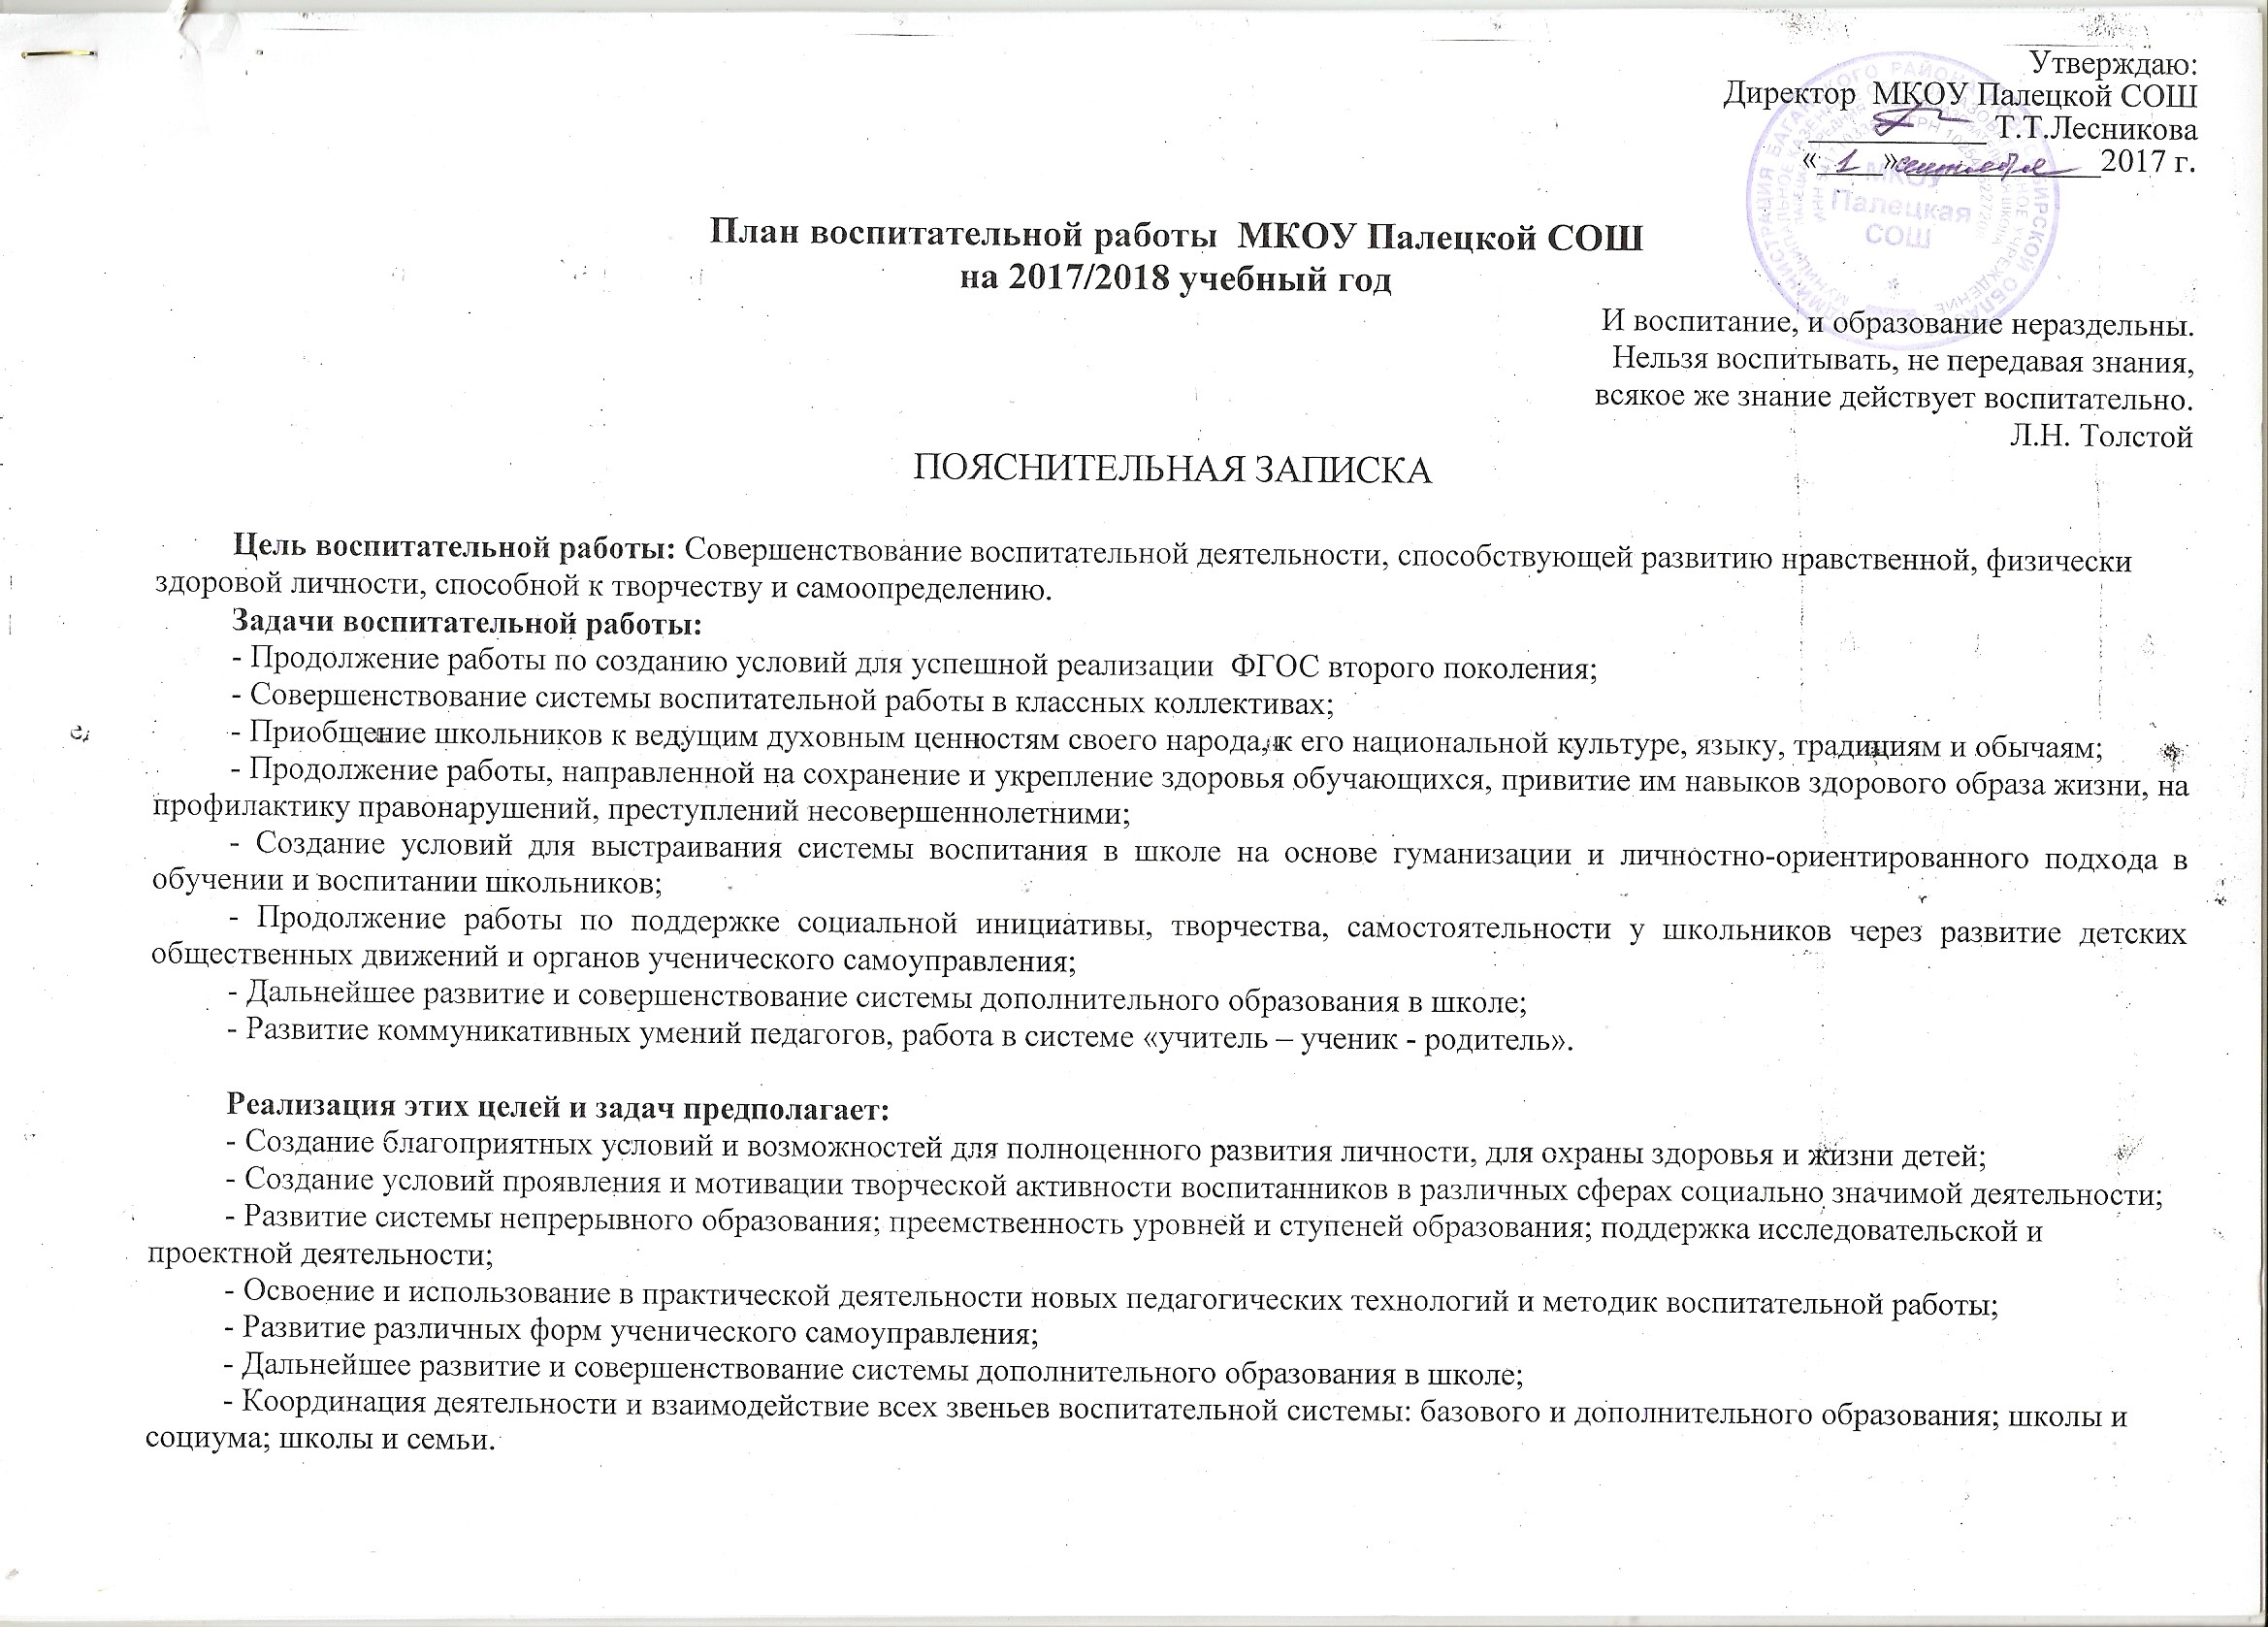 Утверждаю:
Директор МКОУ Палецкой СОШ
Т.Т.Лесникова
«1» сентября 2017 г.
МКОУ
Палецкая
СОШ
План воспитательной работы МКОУ Палецкой СОШ
на 2017/2018 учебный год
И воспитание, и образование нераздельны.
Нельзя воспитывать, не передавая знания,
всякое же знание действует воспитательно.
Л.Н. Толстой
ПОЯСНИТЕЛЬНАЯ ЗАПИСКА
Цель воспитательной работы: Совершенствование воспитательной деятельности, способствующей развитию нравственной, физически
здоровой личности, способной к творчеству и самоопределению.
Задачи воспитательной работы:
- Продолжение работы по созданию условий для успешной реализации ФГОС второго поколения;
- Совершенствование системы воспитательной работы в классных коллективах;
- Приобщение школьников к ведущим духовным ценностям своего народа, к его национальной культуре, языку, традициям и обычаям;
- Продолжение работы, направленной на сохранение и укрепление здоровья обучающихся, привитие им навыков здорового образа жизни, на
профилактику правонарушений, преступлений несовершеннолетними;
- Создание условий для выстраивания системы воспитания в школе на основе гуманизации и личностно-ориентированного подхода в
обучении и воспитании школьников;
- Продолжение работы по поддержке социальной инициативы, творчества, самостоятельности у школьников через развитие детских
общественных движений и органов ученического самоуправления;
- Дальнейшее развитие и совершенствование системы дополнительного образования в школе;
- Развитие коммуникативных умений педагогов, работа в системе «учитель – ученик - родитель».
Реализация этих целей и задач предполагает:
- Создание благоприятных условий и возможностей для полноценного развития личности, для охраны здоровья и жизни детей;
- Создание условий проявления и мотивации творческой активности воспитанников в различных сферах социально значимой деятельности;
- Развитие системы непрерывного образования; преемственность уровней и ступеней образования; поддержка исследовательской и
проектной деятельности;
- Освоение и использование в практической деятельности новых педагогических технологий и методик воспитательной работы;
- Развитие различных форм ученического самоуправления;
- Дальнейшее развитие и совершенствование системы дополнительного образования в школе;
- Координация деятельности и взаимодействие всех звеньев воспитательной системы: базового и дополнительного образования; школы и
социума; школы и семьи.